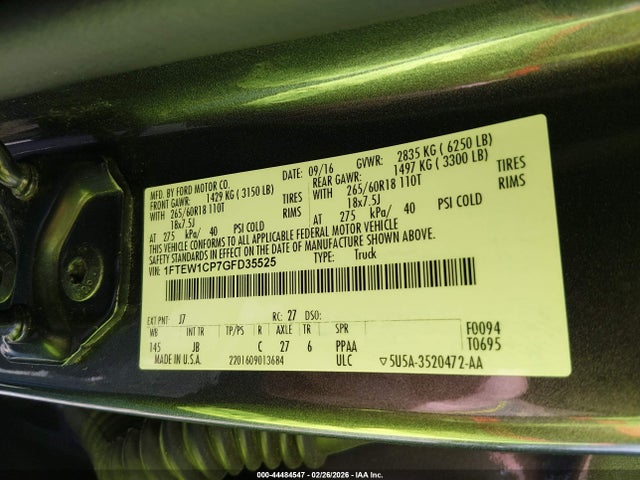 MFD. BY FORD MOTOR CO.
DATE: 09/16 GVWR: 2835 KG ( 6250 LB)
FRONT GAWR: 1429 KG ( 3150 LB) REAR GAWR: 1497 KG ( 3300 LB)
WITH 265/60R18 110T TIRES WITH 265/60R18 110T TIRES
18x7.5J RIMS 18x7.5J RIMS
AT 275 kPa/ 40 PSI COLD AT 275 kPa/ 40 PSI COLD
THIS VEHICLE CONFORMS TO ALL APPLICABLE FEDERAL MOTOR VEHICLE
SAFETY STANDARDS IN EFFECT ON THE DATE OF MANUFACTURE SHOWN ABOVE.
VIN: 1FTEW1CP7GFD35525 TYPE: Truck
EXT PNT: J7 RC: 27 DSO:
WB INT TR TP/PS R AXLE TR SPR F0094
145 JB C 27 6 PPAA T0695
MADE IN U.S.A. 2201609013684 ULC ▽5U5A-3520472-AA
000-44484547 - 02/26/2026 - IAA Inc.